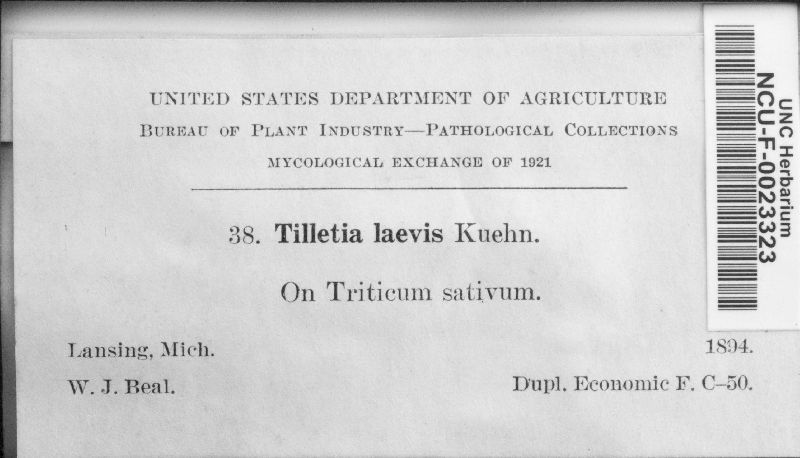 UNITED STATES DEPARTMENT OF AGRICULTURE
BUREAU OF PLANT INDUSTRY—PATHOLOGICAL COLLECTIONS
MYCOLOGICAL EXCHANGE OF 1921
38. Tilletia laevis Kuehn.
On Triticum sativum.
Lansing, Mich. 1894.
W. J. Beal. Dupl. Economic F. C–50.
UNC Herbarium
NCU-F-0023323